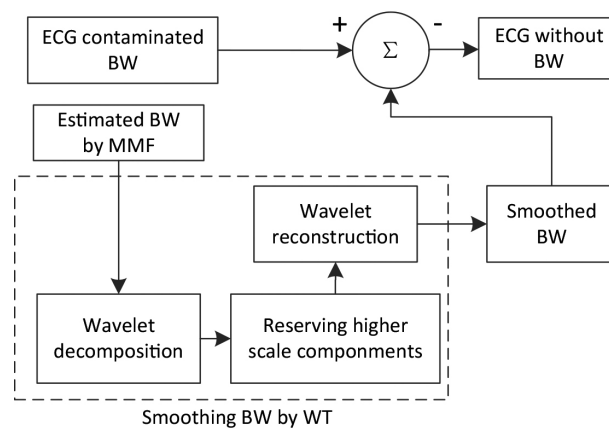 ECG contaminated
BW
+
Σ
-
ECG without
BW
Estimated BW
by MMF
Wavelet
reconstruction
Smoothed
BW
Wavelet
decomposition
Reserving higher
scale componments
Smoothing BW by WT